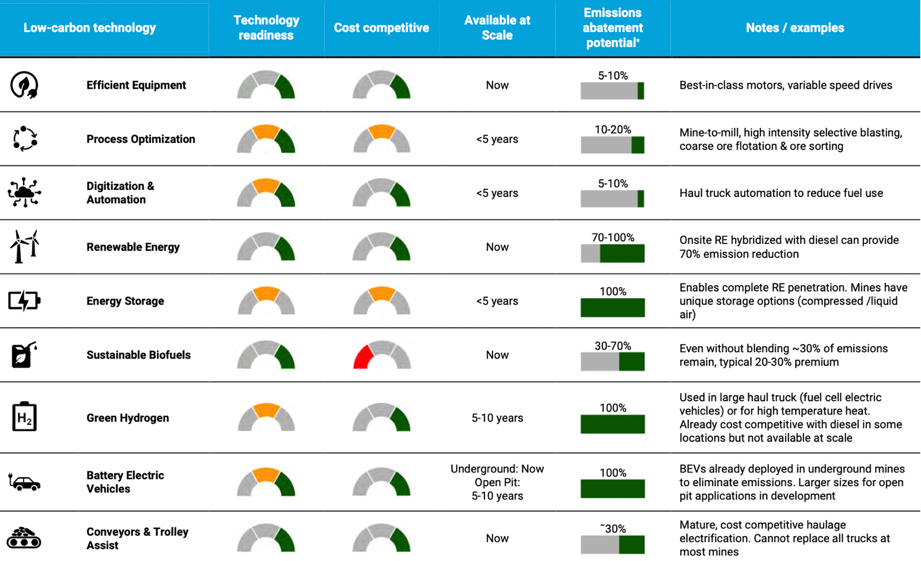 Low-carbon technology
Technology
readiness
Cost competitive
Available at
Scale
Emissions
abatement
potential*
Notes / examples
Efficient Equipment
Now
5-10%
Best-in-class motors, variable speed drives
Process Optimization
<5 years
10-20%
Mine-to-mill, high intensity selective blasting,
coarse ore flotation & ore sorting
Digitization &
Automation
<5 years
5-10%
Haul truck automation to reduce fuel use
Renewable Energy
Now
70-100%
Onsite RE hybridized with diesel can provide
70% emission reduction
Energy Storage
<5 years
100%
Enables complete RE penetration. Mines have
unique storage options (compressed /liquid
air)
Sustainable Biofuels
Now
30-70%
Even without blending ~30% of emissions
remain, typical 20-30% premium
H2
Green Hydrogen
5-10 years
100%
Used in large haul truck (fuel cell electric
vehicles) or for high temperature heat.
Already cost competitive with diesel in some
locations but not available at scale
Battery Electric
Vehicles
Underground: Now
Open Pit:
5-10 years
100%
BEVs already deployed in underground mines
to eliminate emissions. Larger sizes for open
pit applications in development
Conveyors & Trolley
Assist
Now
~30%
Mature, cost competitive haulage
electrification. Cannot replace all trucks at
most mines